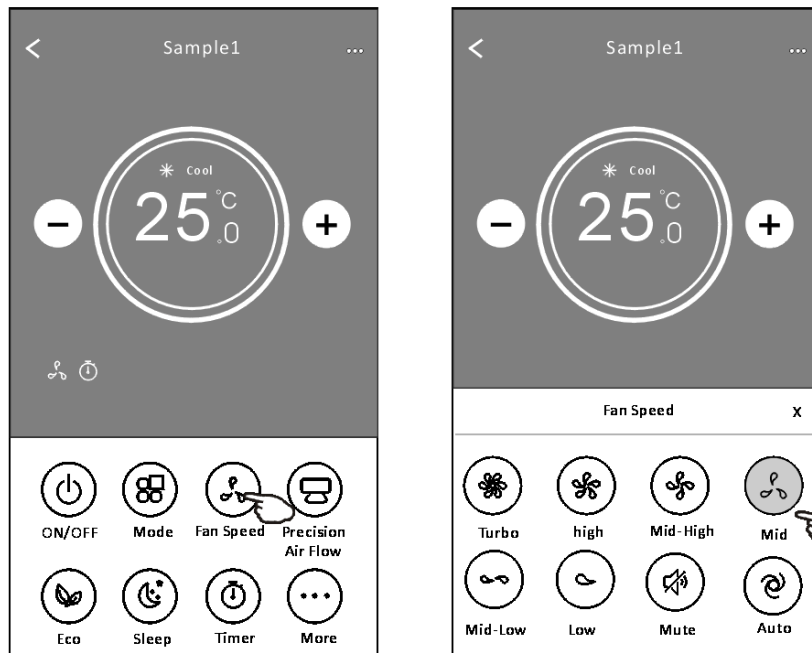 Sample1
...
Cool
25.0°C
ON/OFF
Mode
Fan Speed
Precision
Air Flow
Eco
Sleep
Timer
More
Sample1
...
Cool
25.0°C
Fan Speed
X
Turbo
high
Mid-High
Mid
Mid-Low
Low
Mute
Auto